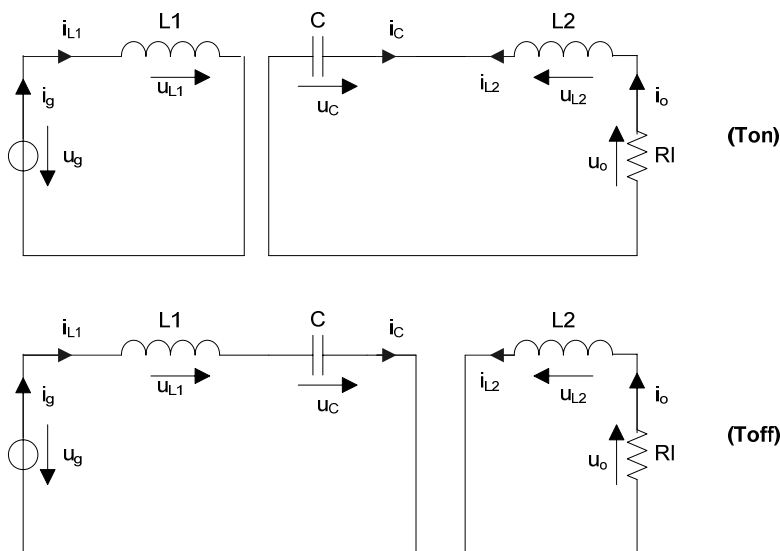 iL1 L1 C iC L2
ig uL1 uC iL2 uL2 io
ug uo Rl (Ton)
iL1 L1 C iC L2
ig uL1 uC iL2 uL2 io
ug uo Rl (Toff)